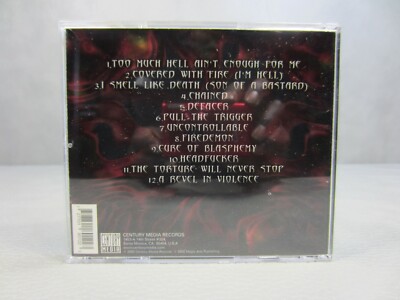 1.TOO MUCH HELL AIN'T ENOUGH FOR ME
2.COVERED WITH FIRE (I'M HELL)
3.I SMELL LIKE DEATH (SON OF A BASTARD)
4.CHAINED
5.DEFACER
6.PULL THE TRIGGER
7.UNCONTROLLABLE
8.FIREDEMON
9.CURE OF BLASPHEMY
10.HEADFUCKER
11.THE TORTURE WILL NEVER STOP
12.A REVEL IN VIOLENCE
CENTURY MEDIA RECORDS